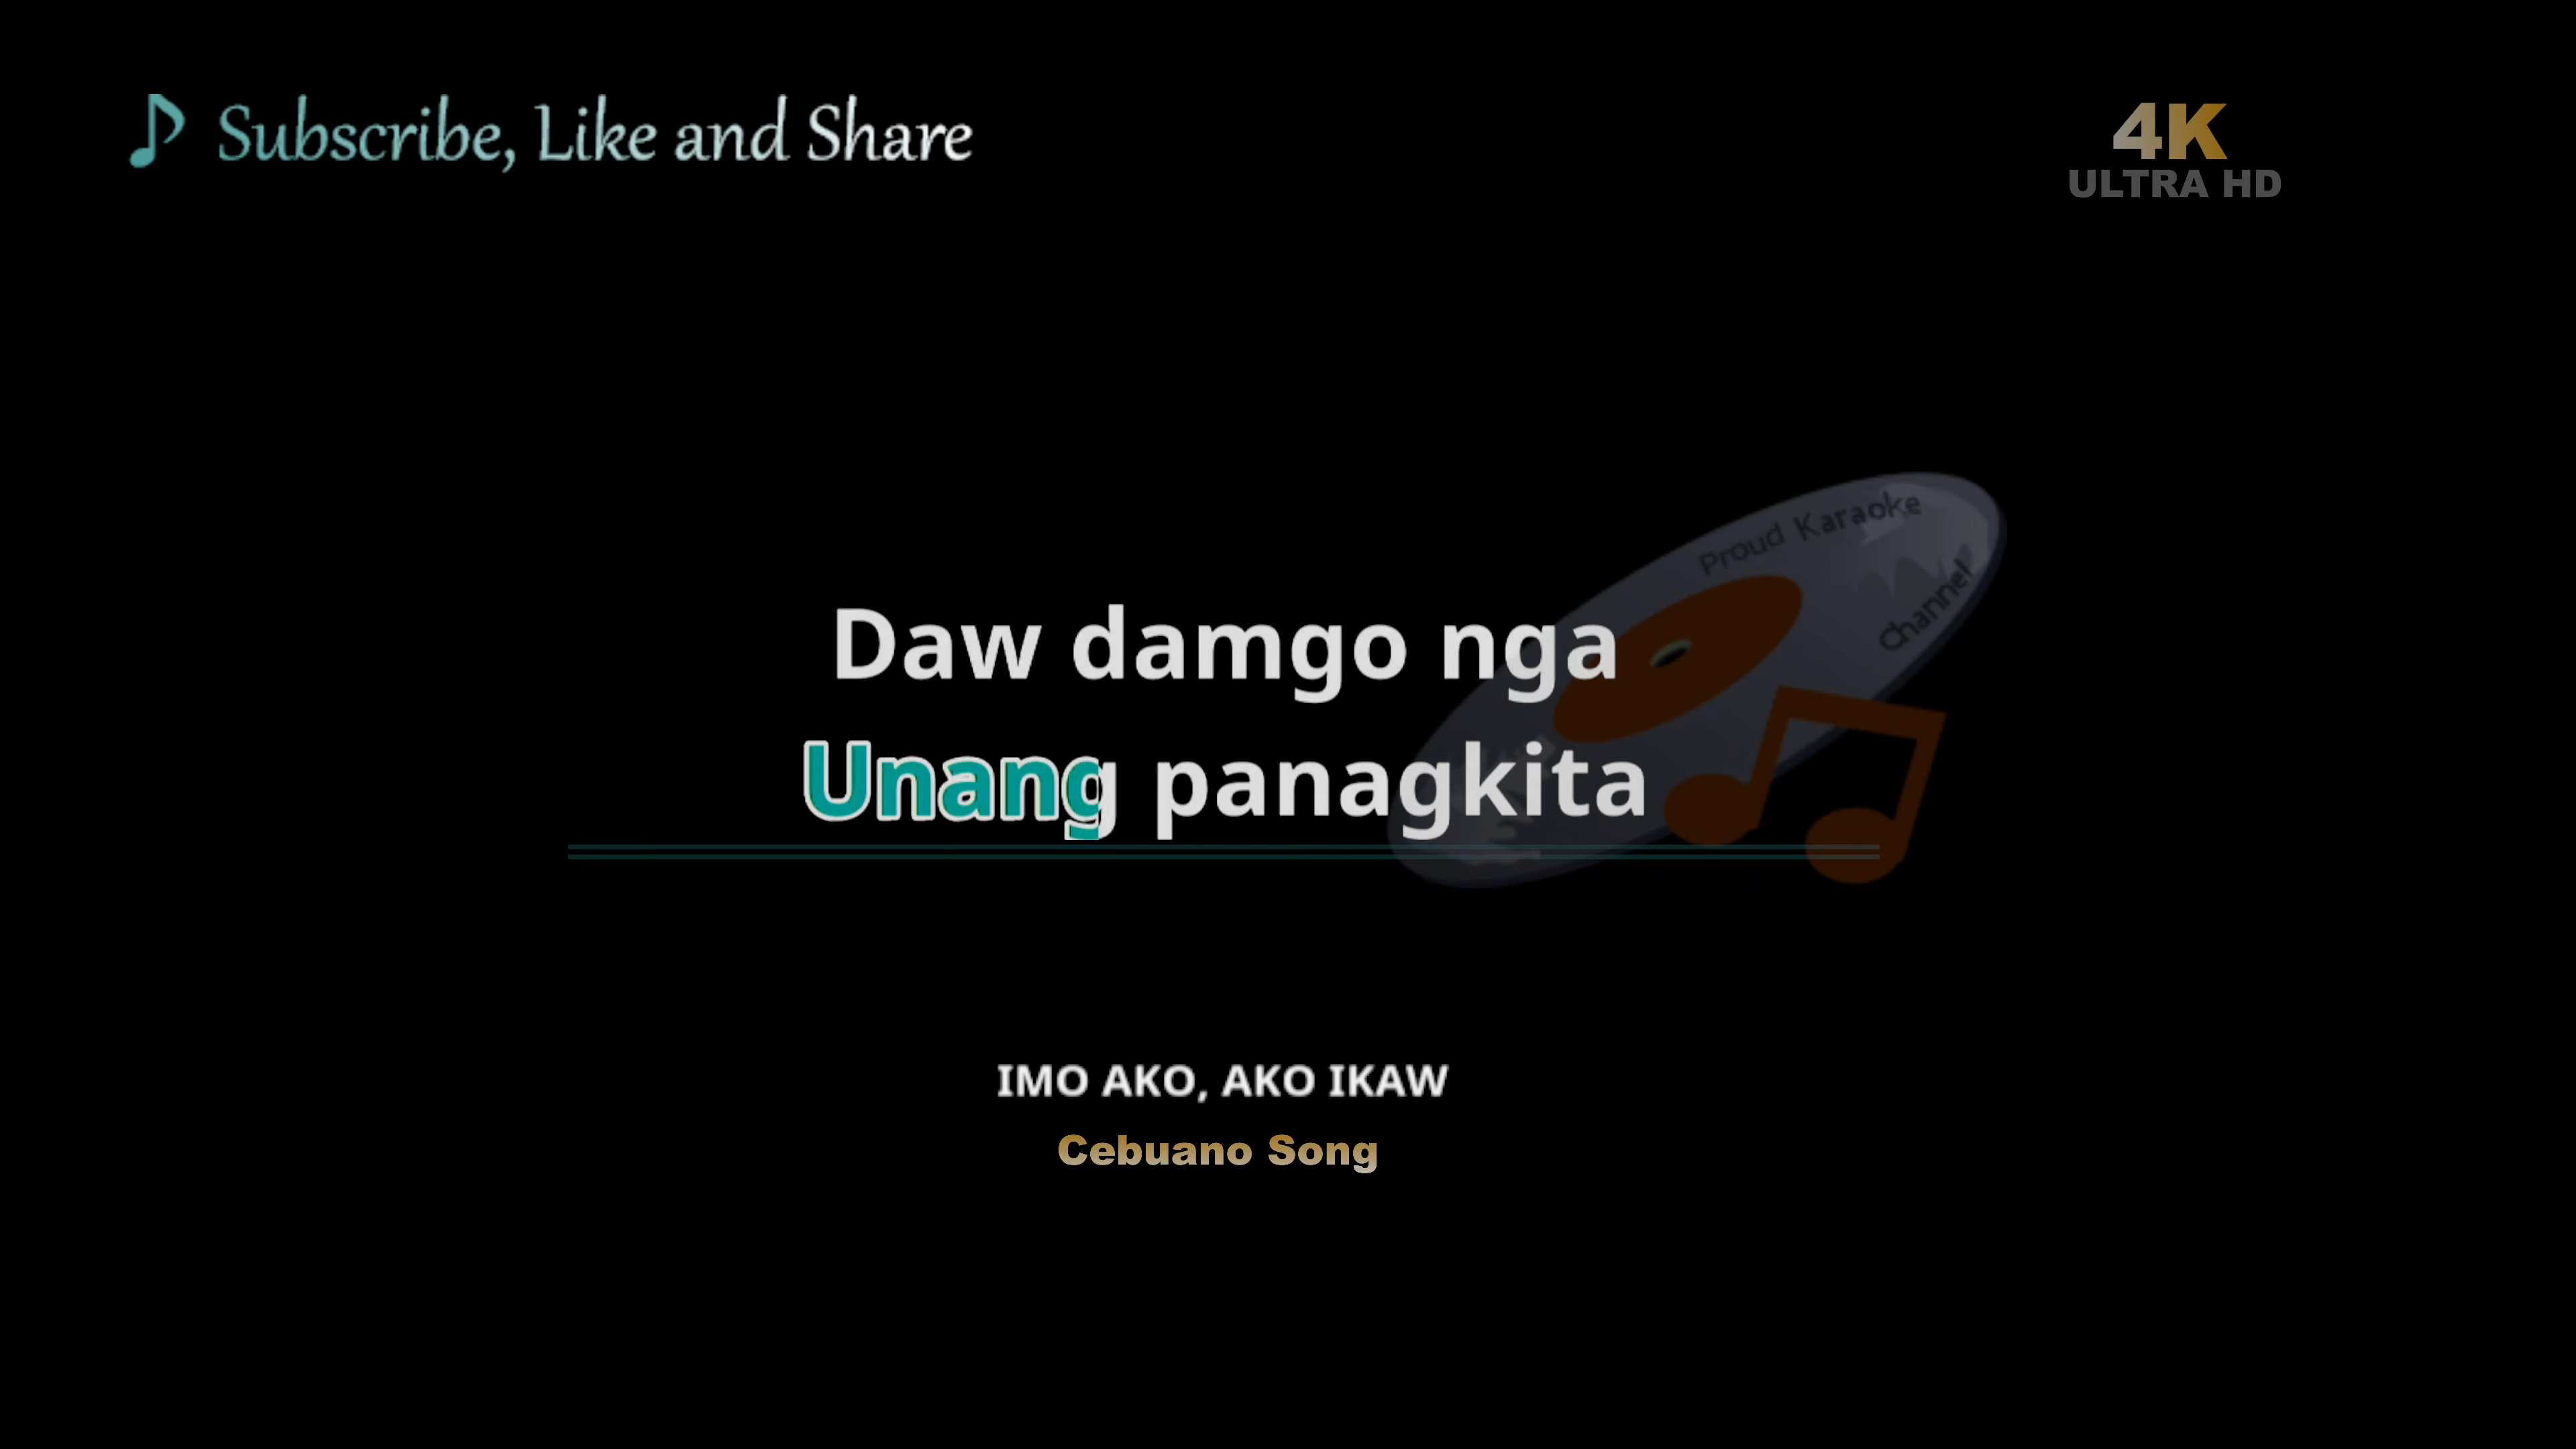 Subscribe, Like and Share
4K
ULTRA HD
Proud Karaoke
channel
Daw damgo nga
Unang panagkita
IMO AKO, AKO IKAW
Cebuano Song